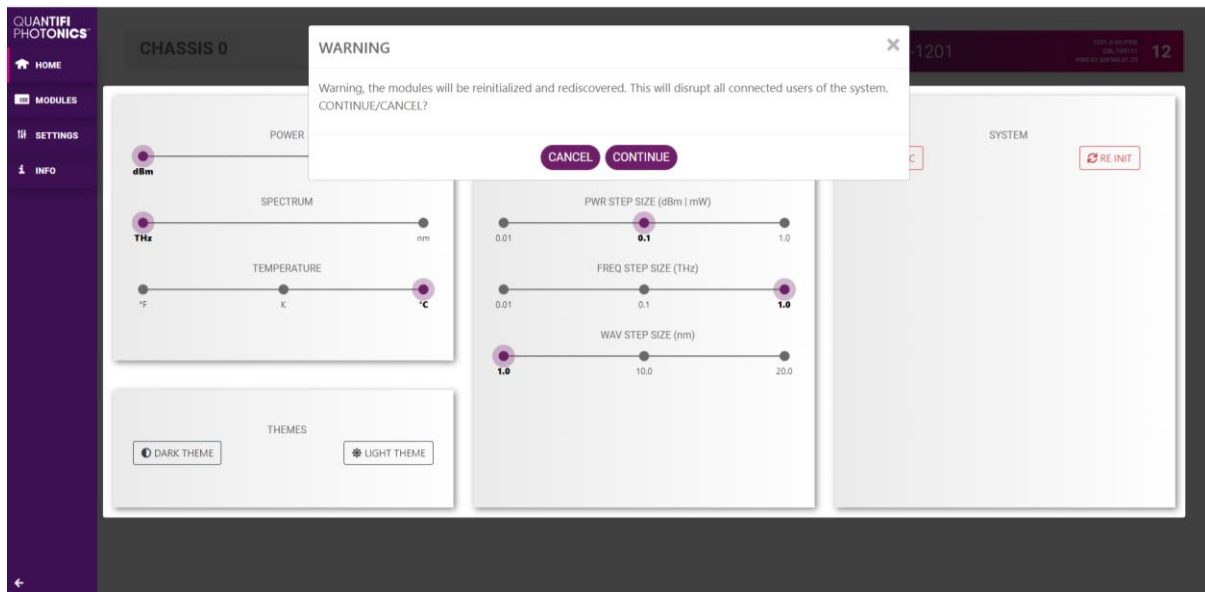 QUANTIFI
PHOTONICS™
HOME
MODULES
SETTINGS
INFO
CHASSIS 0
-1201
12
WARNING
×
Warning, the modules will be reinitialized and rediscovered. This will disrupt all connected users of the system.
CONTINUE/CANCEL?
CANCEL CONTINUE
POWER
dBm
SPECTRUM
THz nm
TEMPERATURE
°F K °C
THEMES
DARK THEME LIGHT THEME
PWR STEP SIZE (dBm | mW)
0.01 0.1 1.0
FREQ STEP SIZE (THz)
0.01 0.1 1.0
WAV STEP SIZE (nm)
1.0 10.0 20.0
SYSTEM
C RE INIT